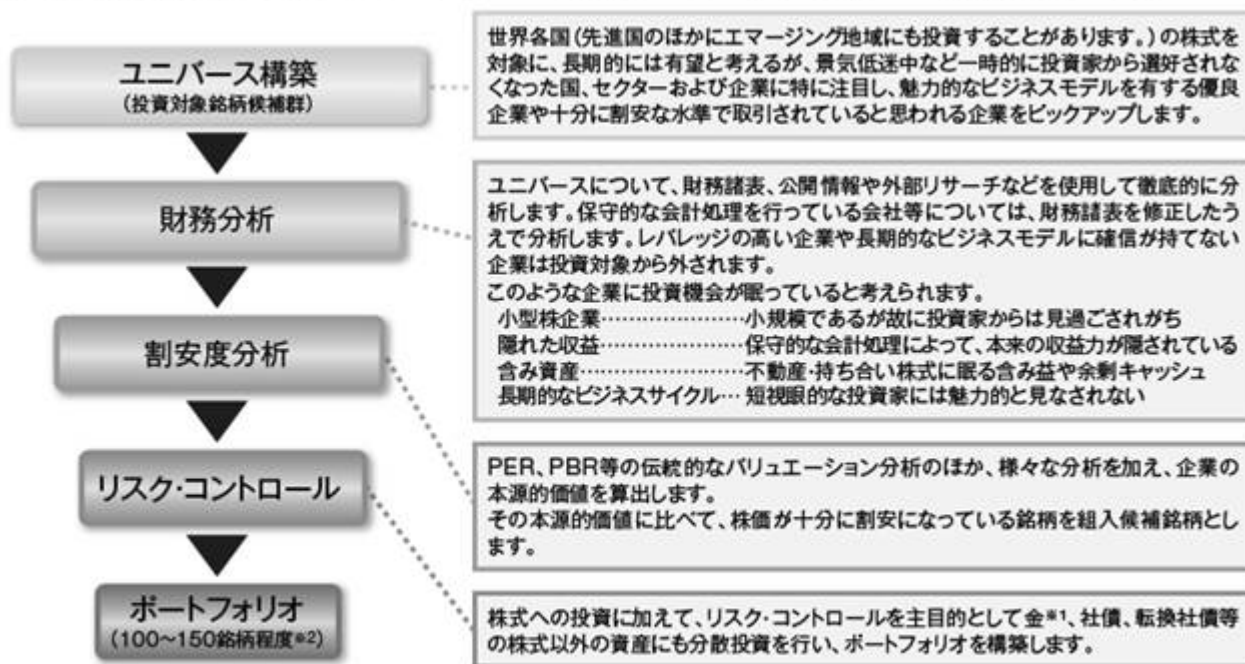 ユニバース構築
(投資対象銘柄候補群)
世界各国(先進国のほかにエマージング地域にも投資することがあります。)の株式を
対象に、長期的には有望と考えるが、景気低迷中など一時的に投資家から選好されな
くなった国、セクターおよび企業に特に注目し、魅力的なビジネスモデルを有する優良
企業や十分に割安な水準で取引されていると思われる企業をピックアップします。
財務分析
ユニバースについて、財務諸表、公開情報や外部リサーチなどを使用して徹底的に分
析します。保守的な会計処理を行っている会社等については、財務諸表を修正したう
えで分析します。レバレッジの高い企業や長期的なビジネスモデルに確信が持てない
企業は投資対象から外されます。
このような企業に投資機会が眠っていると考えられます。
小型株企業…………………小規模であるが故に投資家からは見過ごされがち
隠れた収益…………………保守的な会計処理によって、本来の収益力が隠されている
含み資産……………………不動産・持ち合い株式に眠る含み益や余剰キャッシュ
長期的なビジネスサイクル…短視眼的な投資家には魅力的と見なされない
割安度分析
PER、PBR等の伝統的なバリュエーション分析のほか、様々な分析を加え、企業の
本源的価値を算出します。
その本源的価値に比べて、株価が十分に割安になっている銘柄を組入候補銘柄とし
ます。
リスク・コントロール
株式への投資に加えて、リスク・コントロールを主目的として金※1、社債、転換社債等
の株式以外の資産にも分散投資を行い、ポートフォリオを構築します。
ポートフォリオ
(100～150銘柄程度※2)